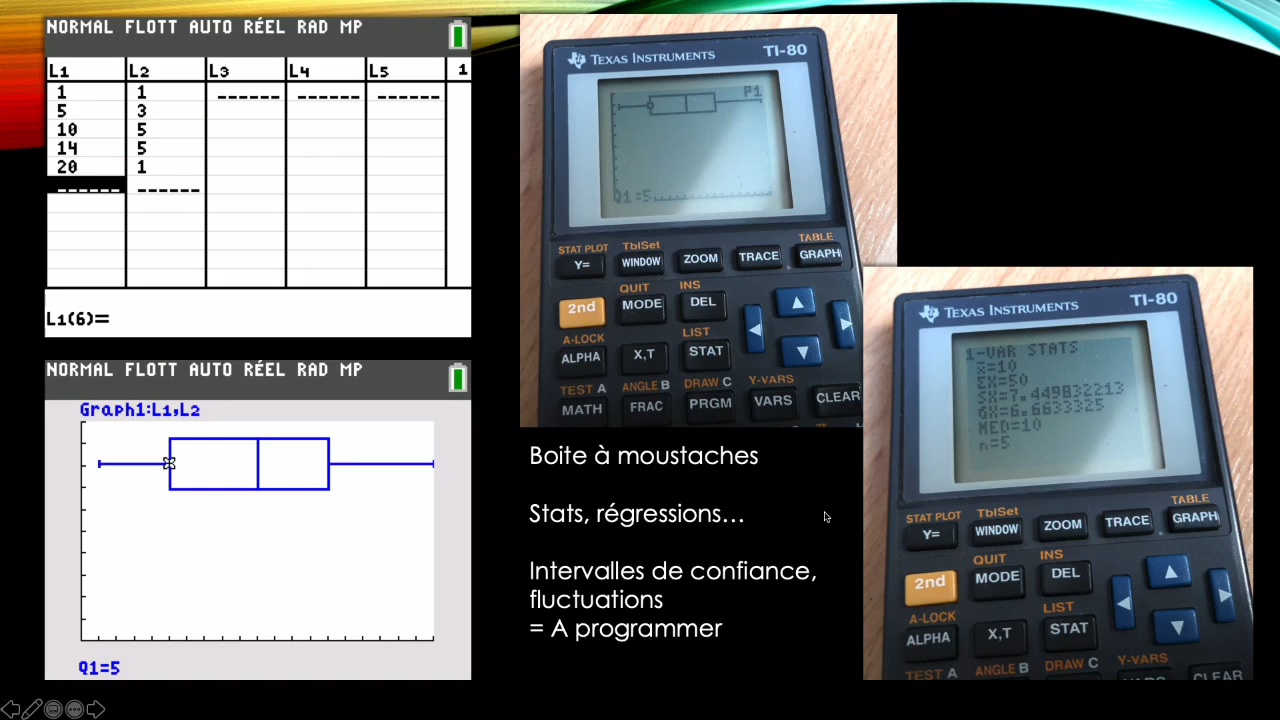 NORMAL FLOTT AUTO RÉEL RAD MP
L1 L2 L3 L4 L5 1
1 1 ------ ------ ------
5 3
10 5
14 5
20 1
------ ------
L1(6)=
NORMAL FLOTT AUTO RÉEL RAD MP
Graph1:L1,L2
Q1=5
TEXAS INSTRUMENTS TI-80
P1
Q1=5
STAT PLOT TblSet TABLE
Y= WINDOW ZOOM TRACE GRAPH
QUIT INS
2nd MODE DEL
A-LOCK LIST
ALPHA X,T STAT
TEST A ANGLE B DRAW C Y-VARS
MATH FRAC PRGM VARS CLEAR
Boite à moustaches
Stats, régressions…
Intervalles de confiance,
fluctuations
= A programmer
TEXAS INSTRUMENTS TI-80
1-VAR STATS
x̄=10
Σx=50
Sx=7.449832213
σx=6.6633325
MED=10
n=5
STAT PLOT TblSet TABLE
Y= WINDOW ZOOM TRACE GRAPH
QUIT INS
2nd MODE DEL
A-LOCK LIST
ALPHA X,T STAT
TEST A ANGLE B DRAW C Y-VARS
VARS CLEAR